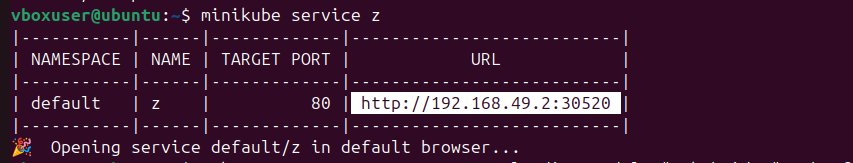 vboxuser@ubuntu:~$ minikube service z
|-----------|------|-------------|---------------------------|
| NAMESPACE | NAME | TARGET PORT |            URL            |
|-----------|------|-------------|---------------------------|
| default   | z    |          80 | http://192.168.49.2:30520 |
|-----------|------|-------------|---------------------------|
🎉  Opening service default/z in default browser...